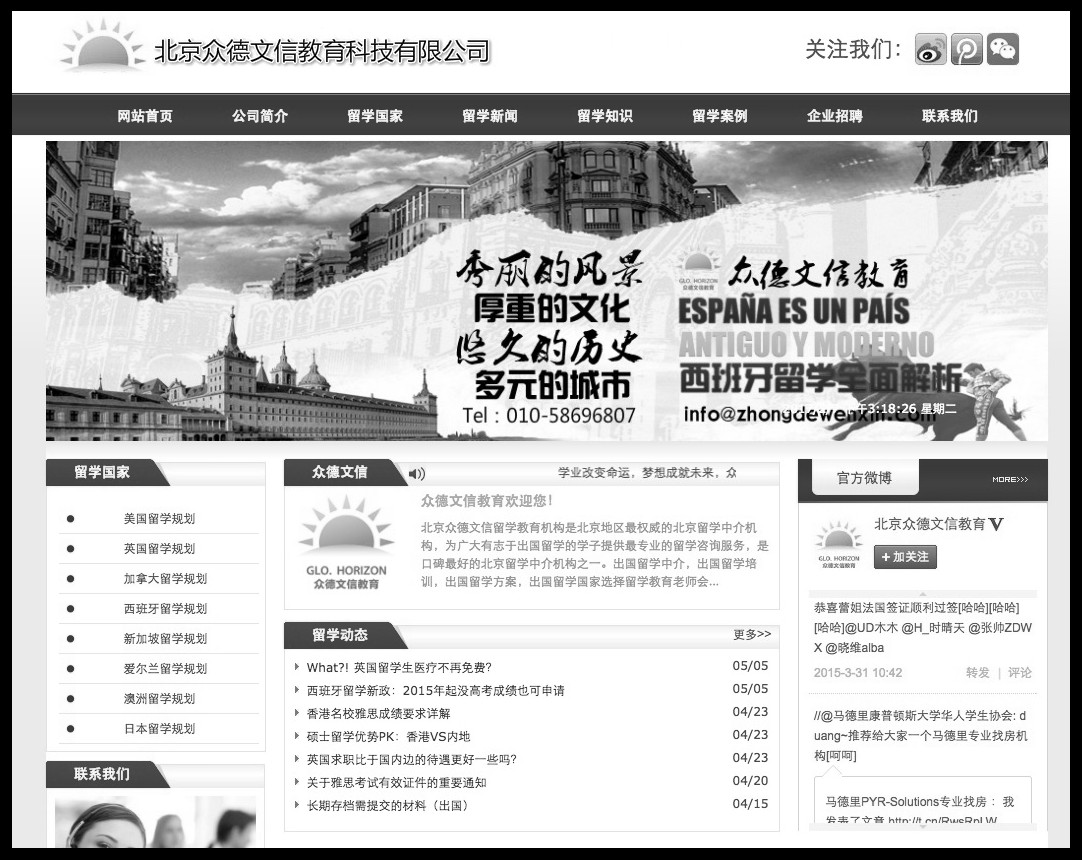 北京众德文信教育科技有限公司
关注我们：
网站首页 公司简介 留学国家 留学新闻 留学知识 留学案例 企业招聘 联系我们
秀丽的风景
厚重的文化
悠久的历史
多元的城市
Tel：010-58696807
GLO. HORIZON
众德文信教育
众德文信教育
ESPAÑA ES UN PAÍS
ANTIGUO Y MODERNO
西班牙留学全面解析
info@zhongdewenxin.com
3:18:26 星期二
留学国家
美国留学规划
英国留学规划
加拿大留学规划
西班牙留学规划
新加坡留学规划
爱尔兰留学规划
澳洲留学规划
日本留学规划
联系我们
众德文信
学业改变命运，梦想成就未来，众
GLO. HORIZON
众德文信教育
众德文信教育欢迎您!
北京众德文信留学教育机构是北京地区最权威的北京留学中介机
构，为广大有志于出国留学的学子提供最专业的留学咨询服务，是
口碑最好的北京留学中介机构之一。出国留学中介，出国留学培
训，出国留学方案，出国留学国家选择留学教育老师会...
留学动态
更多>>
What?! 英国留学生医疗不再免费? 05/05
西班牙留学新政：2015年起没高考成绩也可申请 05/05
香港名校雅思成绩要求详解 04/23
硕士留学优势PK：香港VS内地 04/23
英国求职比于国内边的待遇更好一些吗? 04/23
关于雅思考试有效证件的重要通知 04/20
长期存档需提交的材料（出国） 04/15
官方微博
MORE>>>
GLO. HORIZON
众德文信教育
北京众德文信教育 V
+加关注
恭喜蕾姐法国签证顺利过签[哈哈][哈哈]
[哈哈]@UD木木 @H_时晴天 @张帅ZDW
X @晓维alba
2015-3-31 10:42 转发 | 评论
//@马德里康普顿斯大学华人学生协会: d
uang~推荐给大家一个马德里专业找房机
构[呵呵]
马德里PYR-Solutions专业找房 ：我
发表了文章 http://t.cn/RwsRpLW